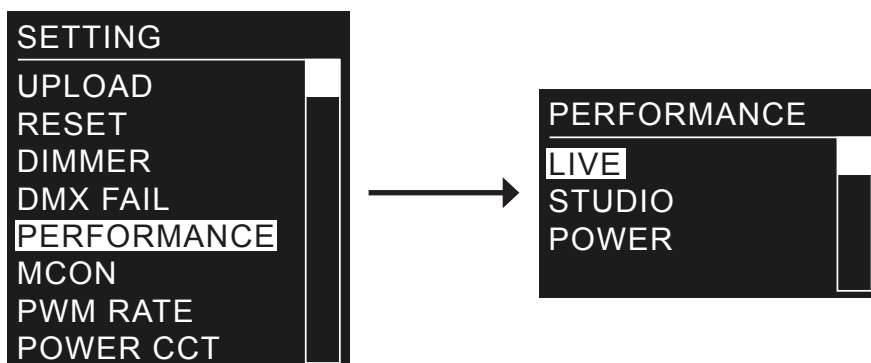 SETTING
UPLOAD
RESET
DIMMER
DMX FAIL
PERFORMANCE
MCON
PWM RATE
POWER CCT
PERFORMANCE
LIVE
STUDIO
POWER